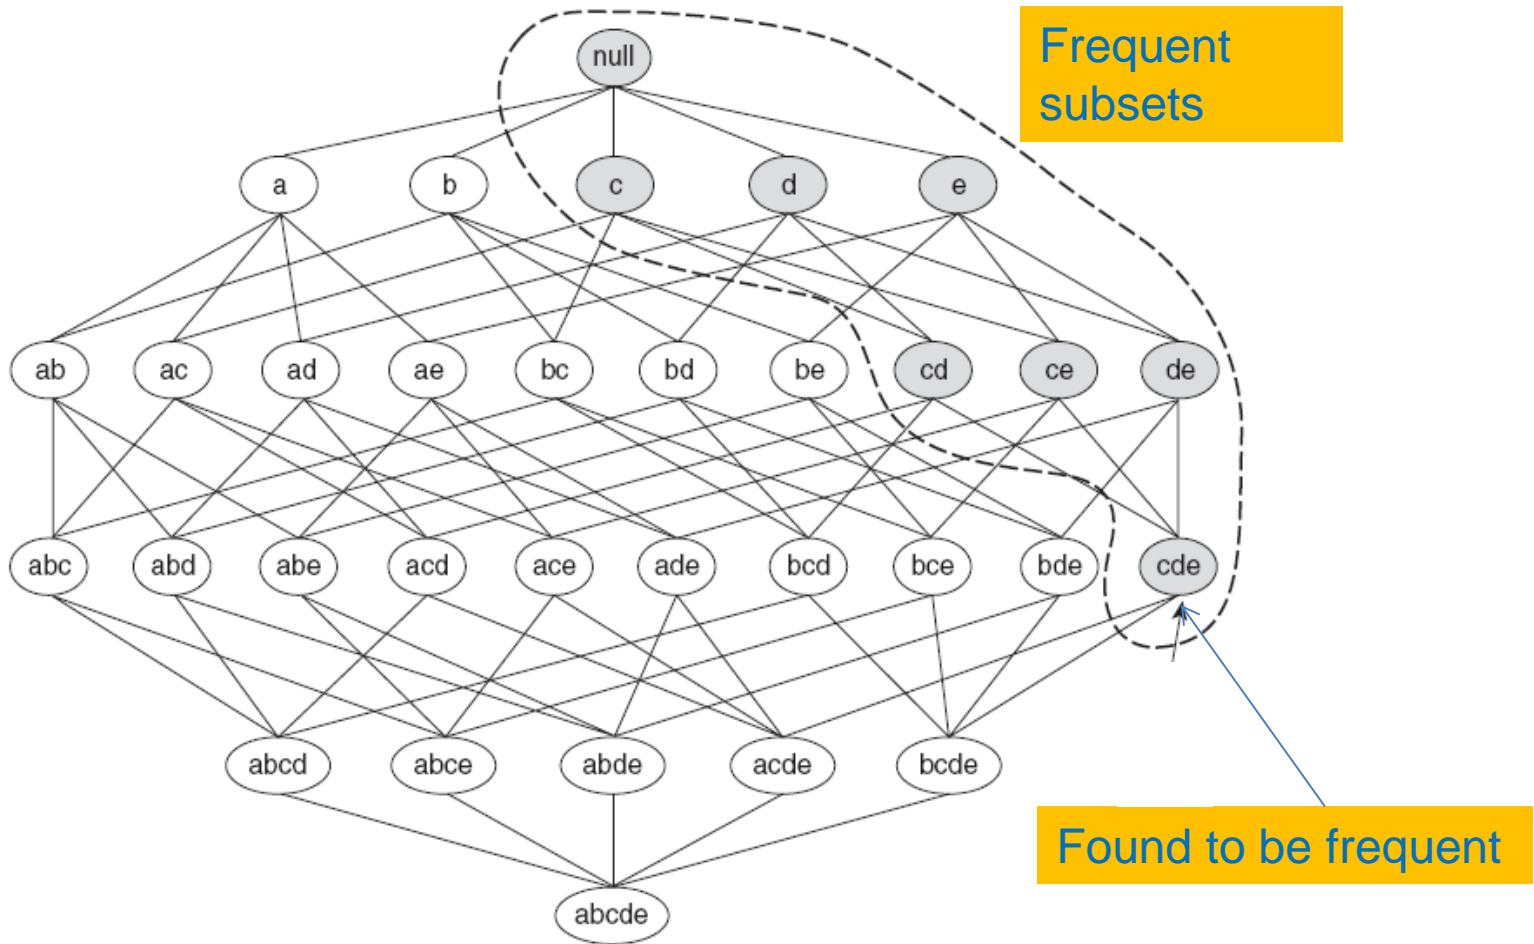 null
Frequent
subsets
a b c d e
ab ac ad ae bc bd be cd ce de
abc abd abe acd ace ade bcd bce bde cde
abcd abce abde acde bcde
Found to be frequent
abcde